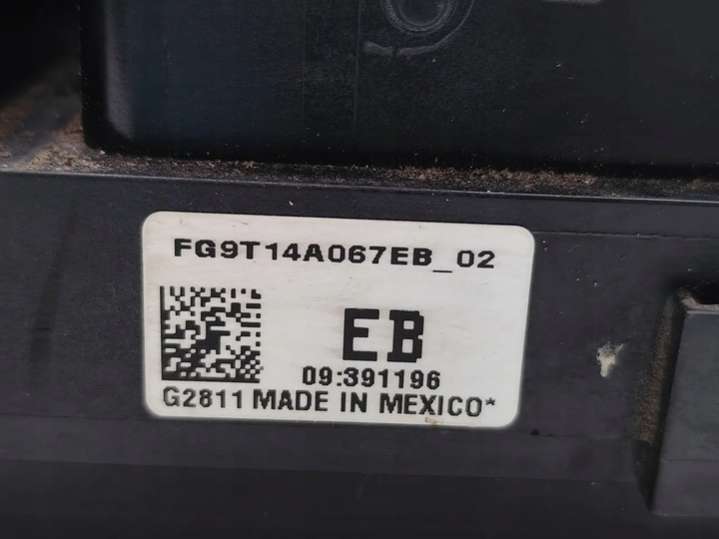 FG9T14A067EB_02
EB
09:391196
G2811 MADE IN MEXICO*